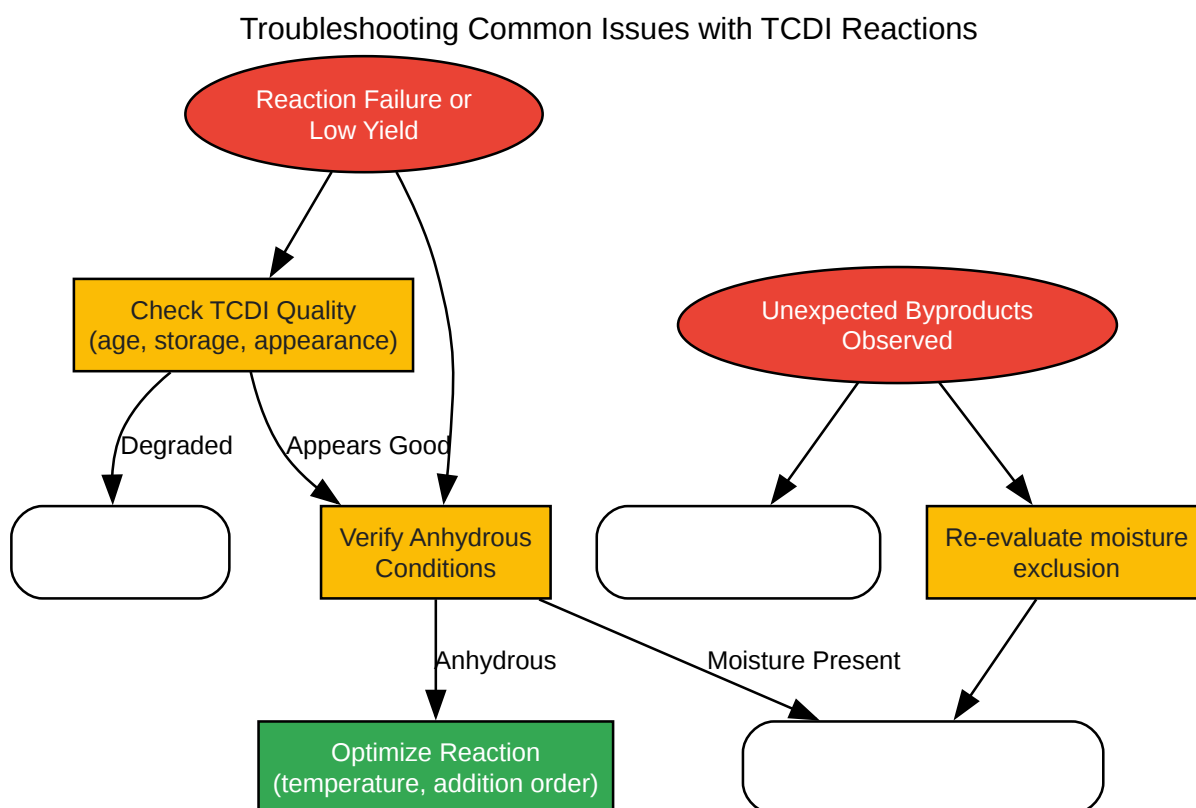 Troubleshooting Common Issues with TCDI Reactions
Reaction Failure or
Low Yield
Check TCDI Quality
(age, storage, appearance)
Unexpected Byproducts
Observed
Degraded
Appears Good
Verify Anhydrous
Conditions
Re-evaluate moisture
exclusion
Anhydrous
Moisture Present
Optimize Reaction
(temperature, addition order)